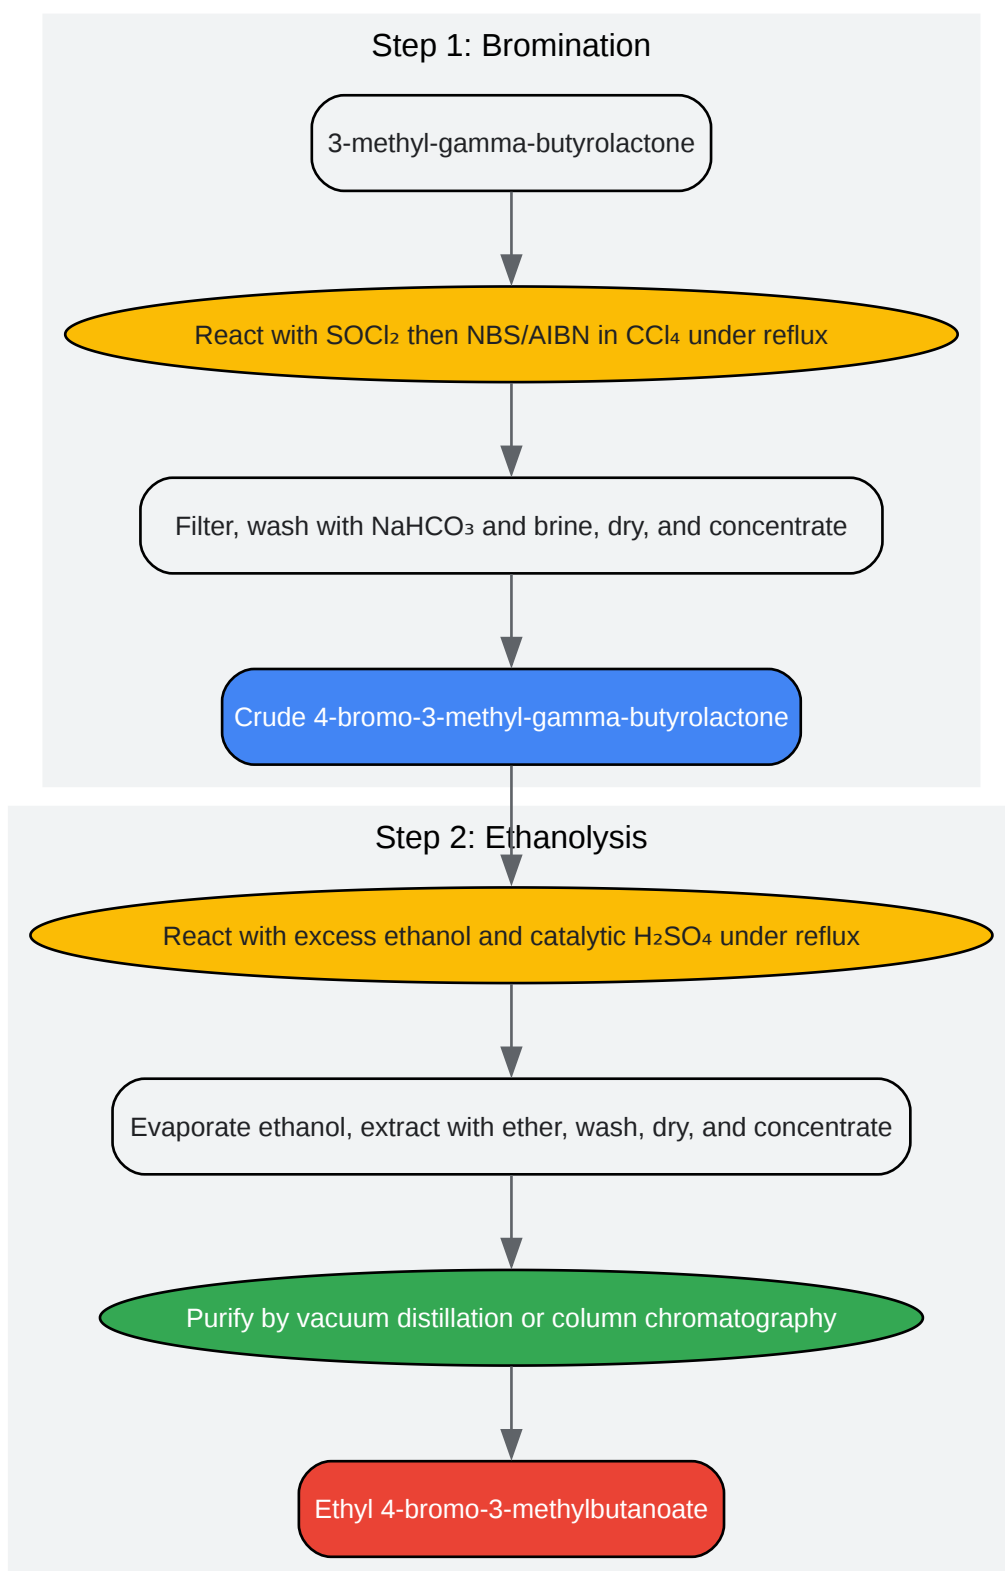 Step 1: Bromination
3-methyl-gamma-butyrolactone
React with SOCl₂ then NBS/AIBN in CCl₄ under reflux
Filter, wash with NaHCO₃ and brine, dry, and concentrate
Crude 4-bromo-3-methyl-gamma-butyrolactone
Step 2: Ethanolysis
React with excess ethanol and catalytic H₂SO₄ under reflux
Evaporate ethanol, extract with ether, wash, dry, and concentrate
Purify by vacuum distillation or column chromatography
Ethyl 4-bromo-3-methylbutanoate